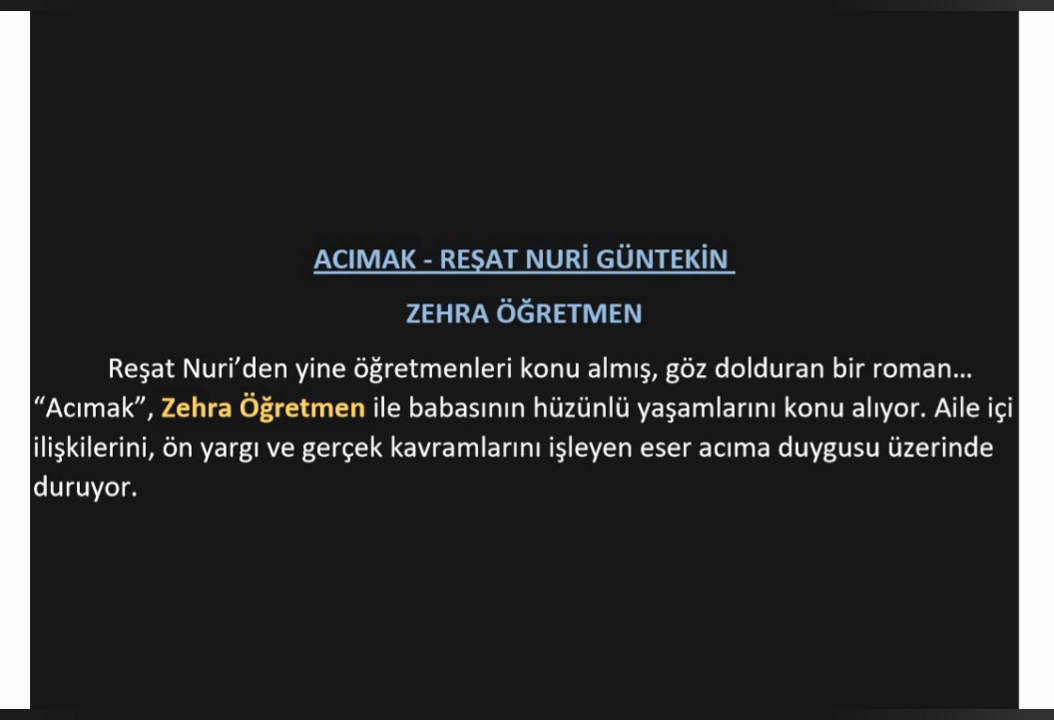 ACIMAK - REŞAT NURİ GÜNTEKİN
ZEHRA ÖĞRETMEN
Reşat Nuri’den yine öğretmenleri konu almış, göz dolduran bir roman...
“Acımak”, Zehra Öğretmen ile babasının hüzünlü yaşamlarını konu alıyor. Aile içi
ilişkilerini, ön yargı ve gerçek kavramlarını işleyen eser acıma duygusu üzerinde
duruyor.